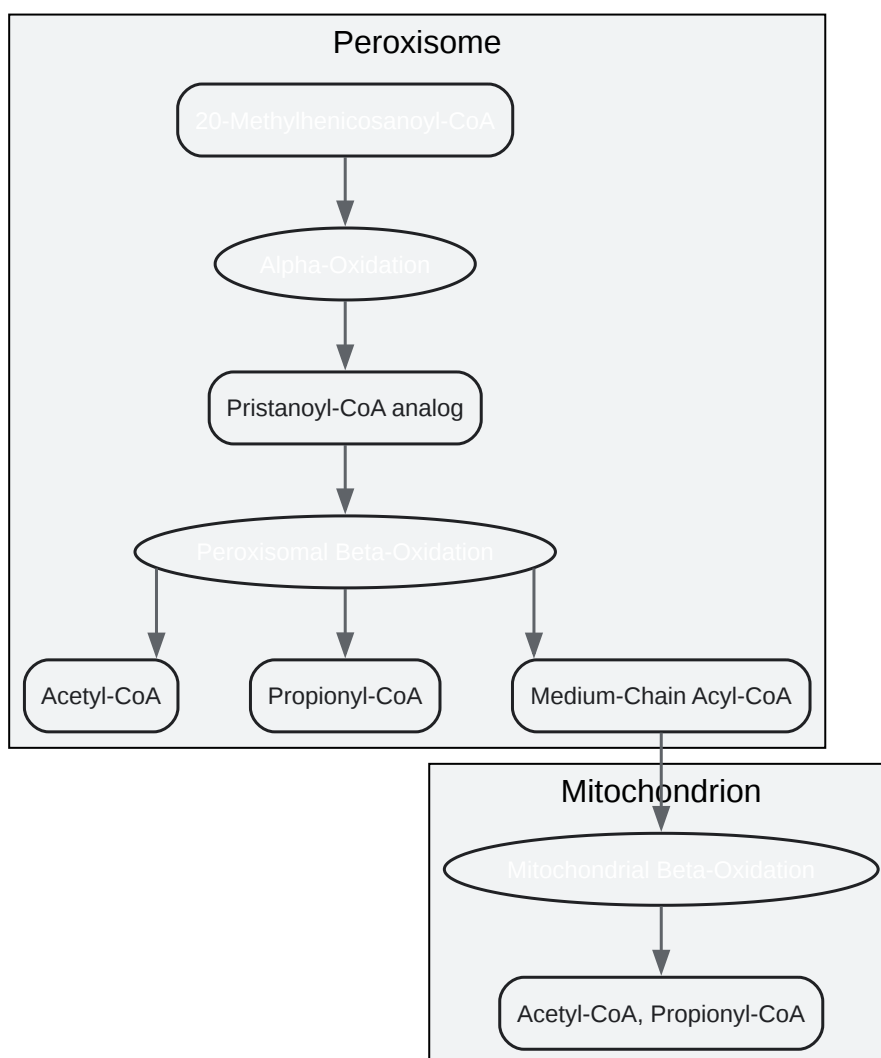 Peroxisome
20-Methylhenicosanoyl-CoA
Alpha-Oxidation
Pristanoyl-CoA analog
Peroxisomal Beta-Oxidation
Acetyl-CoA
Propionyl-CoA
Medium-Chain Acyl-CoA
Mitochondrion
Mitochondrial Beta-Oxidation
Acetyl-CoA, Propionyl-CoA